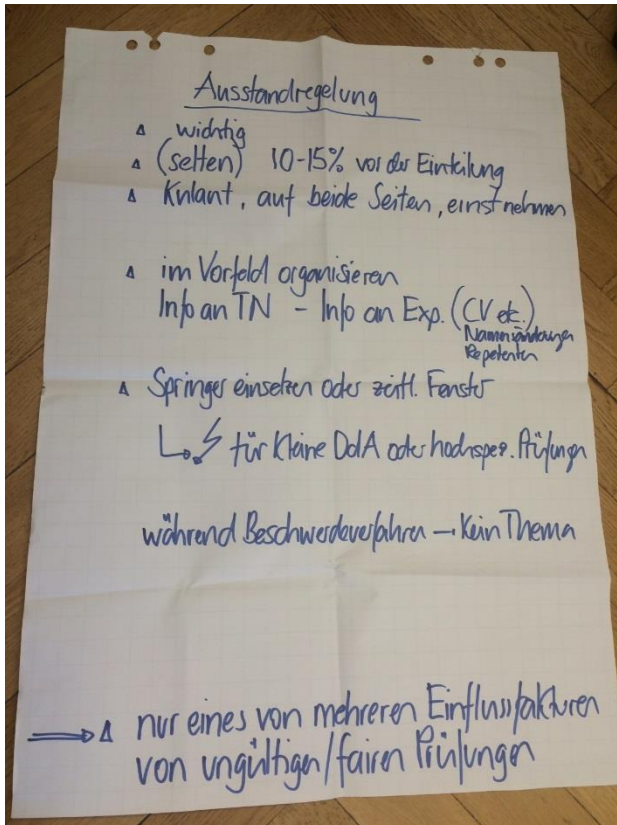 Ausstandregelung
∆ wichtig
∆ (selten) 10-15% vor der Einteilung
∆ Kulant, auf beide Seiten, ernst nehmen
∆ im Vorfeld organisieren
Info an TN - Info an Exp. (CV etc.)
Namensänderungen
Repetenten
∆ Springer einsetzen oder zeitl. Fenster
für Kleine OdA oder hochspez. Prüfungen
während Beschwerdeverfahren → Kein Thema
⇒ ∆ nur eines von mehreren Einflussfakturen
von ungültigen/fairen Prüfungen